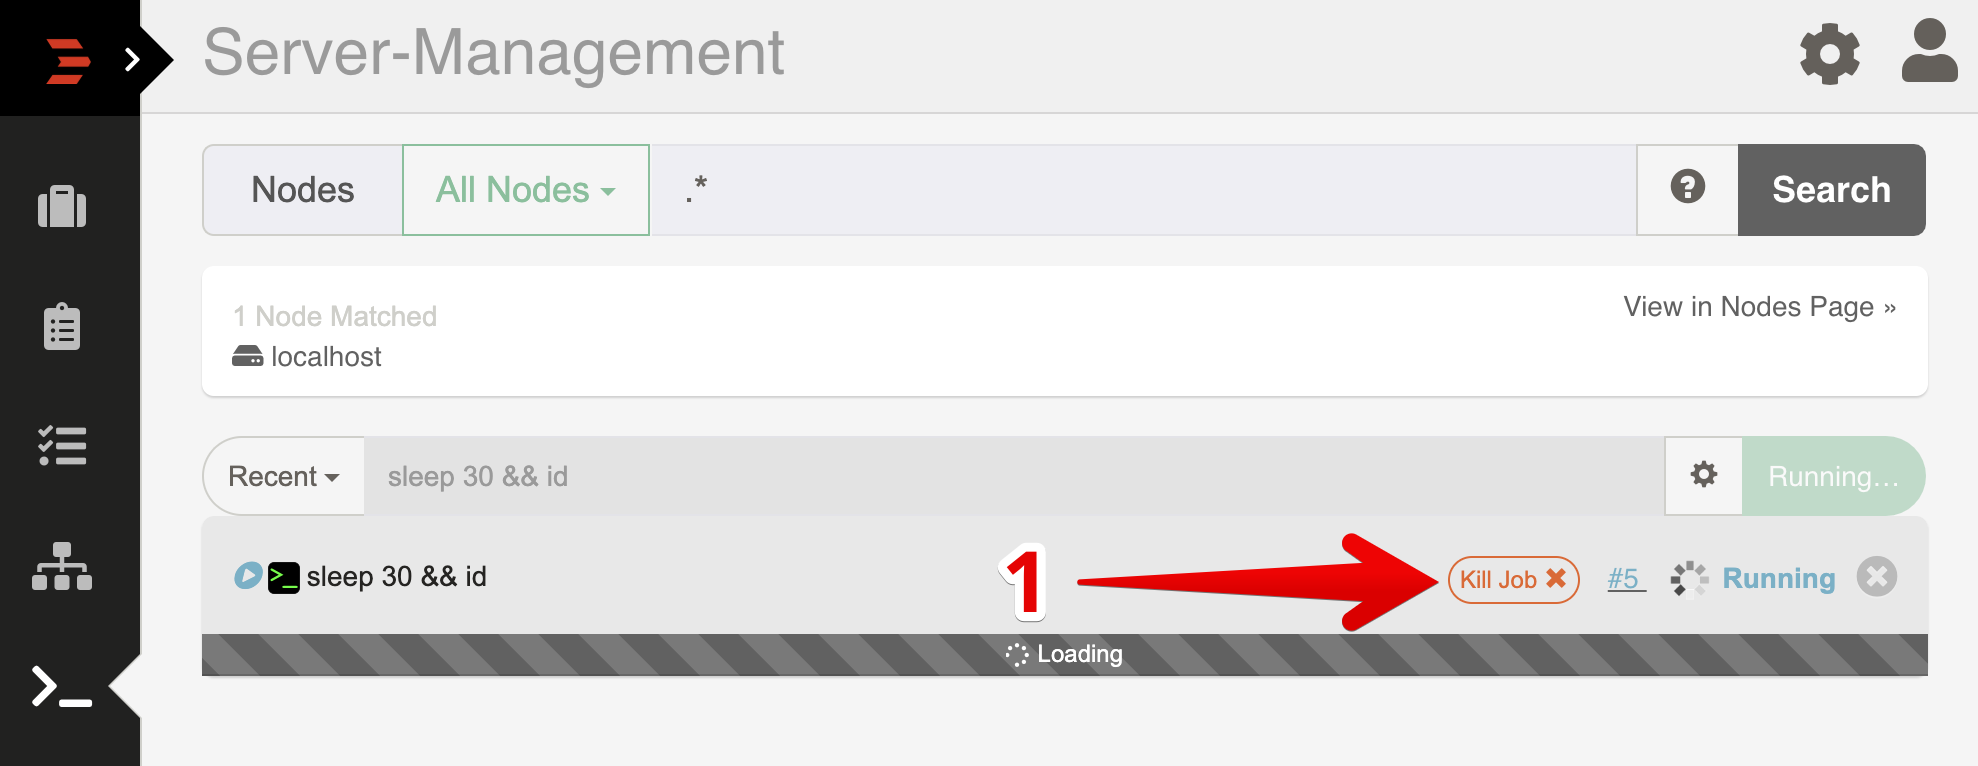 Server-Management
Nodes All Nodes .* ? Search
1 Node Matched
View in Nodes Page »
localhost
Recent sleep 30 && id Running...
>_ sleep 30 && id 1 Kill Job ✖ #5 Running
Loading